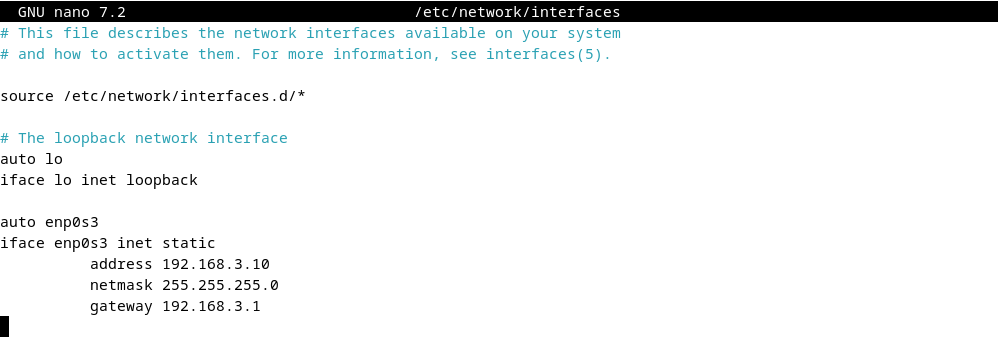 GNU nano 7.2 /etc/network/interfaces
# This file describes the network interfaces available on your system
# and how to activate them. For more information, see interfaces(5).
source /etc/network/interfaces.d/*
# The loopback network interface
auto lo
iface lo inet loopback
auto enp0s3
iface enp0s3 inet static
address 192.168.3.10
netmask 255.255.255.0
gateway 192.168.3.1